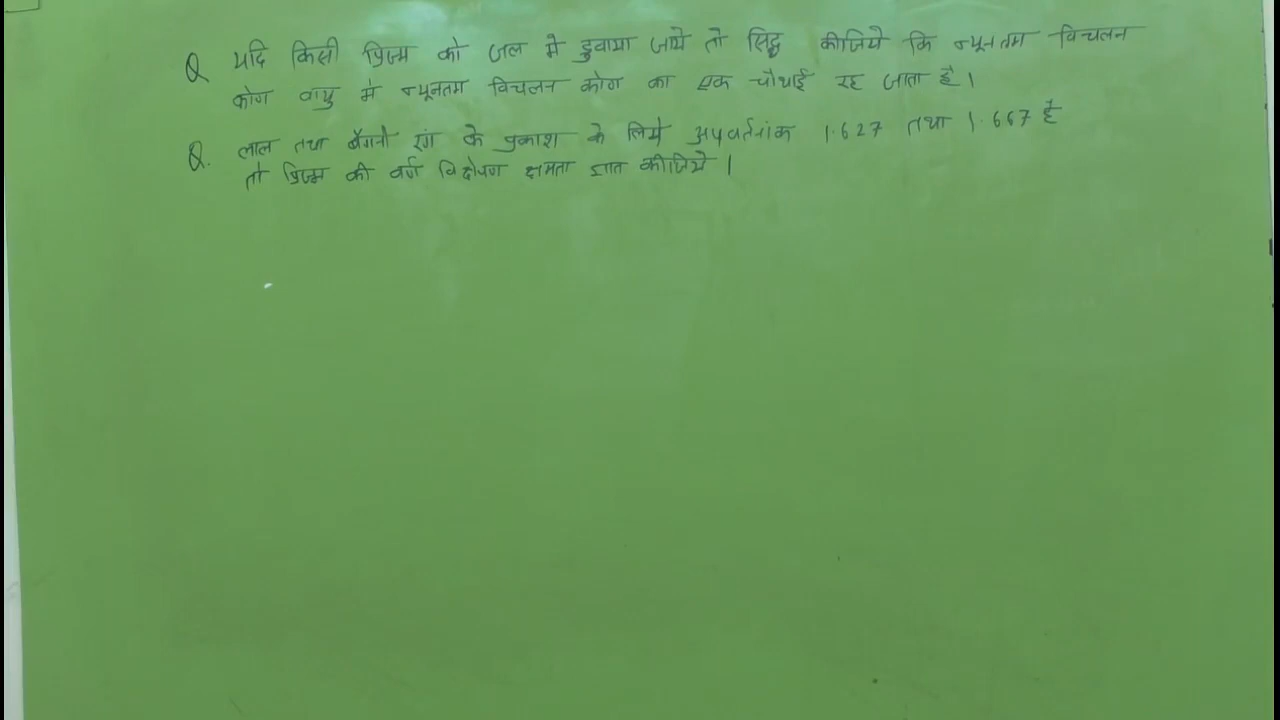 Q यदि किसी प्रिज्म को जल मे डुवाया जाये तो सिद्ध कीजिये कि न्यूनतम विचलन
कोण वायु मे न्यूनतम विचलन कोण का एक चौथाई रह जाता है।
Q. लाल तथा बैंगनी रंग के प्रकाश के लिये अपवर्तनांक 1.627 तथा 1.667 है
तो प्रिज्म की वर्ण विक्षेपण क्षमता ज्ञात कीजिये।